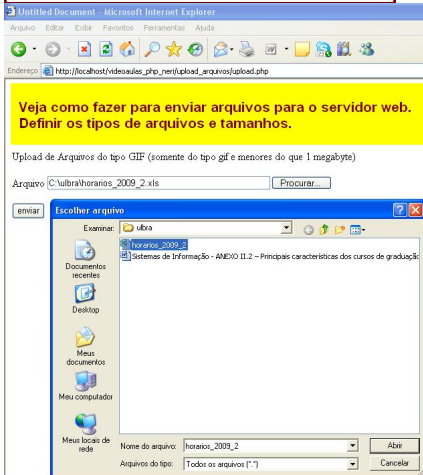 Untitled Document - Microsoft Internet Explorer
Arquivo Editar Exibir Favoritos Ferramentas Ajuda
Endereço http://localhost/videoaulas_php_neri/upload_arquivos/upload.php
Veja como fazer para enviar arquivos para o servidor web.
Definir os tipos de arquivos e tamanhos.
Upload de Arquivos do tipo GIF (somente do tipo gif e menores do que 1 megabyte)
Arquivo C:\ulbra\horarios_2009_2.xls Procurar...
enviar
Escolher arquivo
Examinar: ulbra
horarios_2009_2
Sistemas de Informação - ANEXO II.2 – Principais características dos cursos de graduação
Documentos recentes
Desktop
Meus documentos
Meu computador
Meus locais de rede
Nome do arquivo: horarios_2009_2 Abrir
Arquivos do tipo: Todos os arquivos (*.*) Cancelar